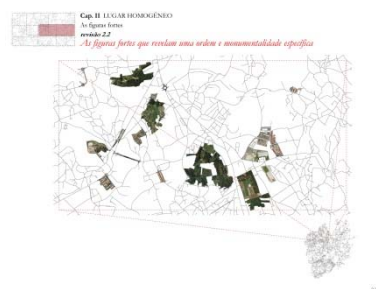 Cap. II LUGAR HOMOGÉNEO
As figuras fortes
revisão 2.2
As figuras fortes que revelam uma ordem e monumentalidade específica